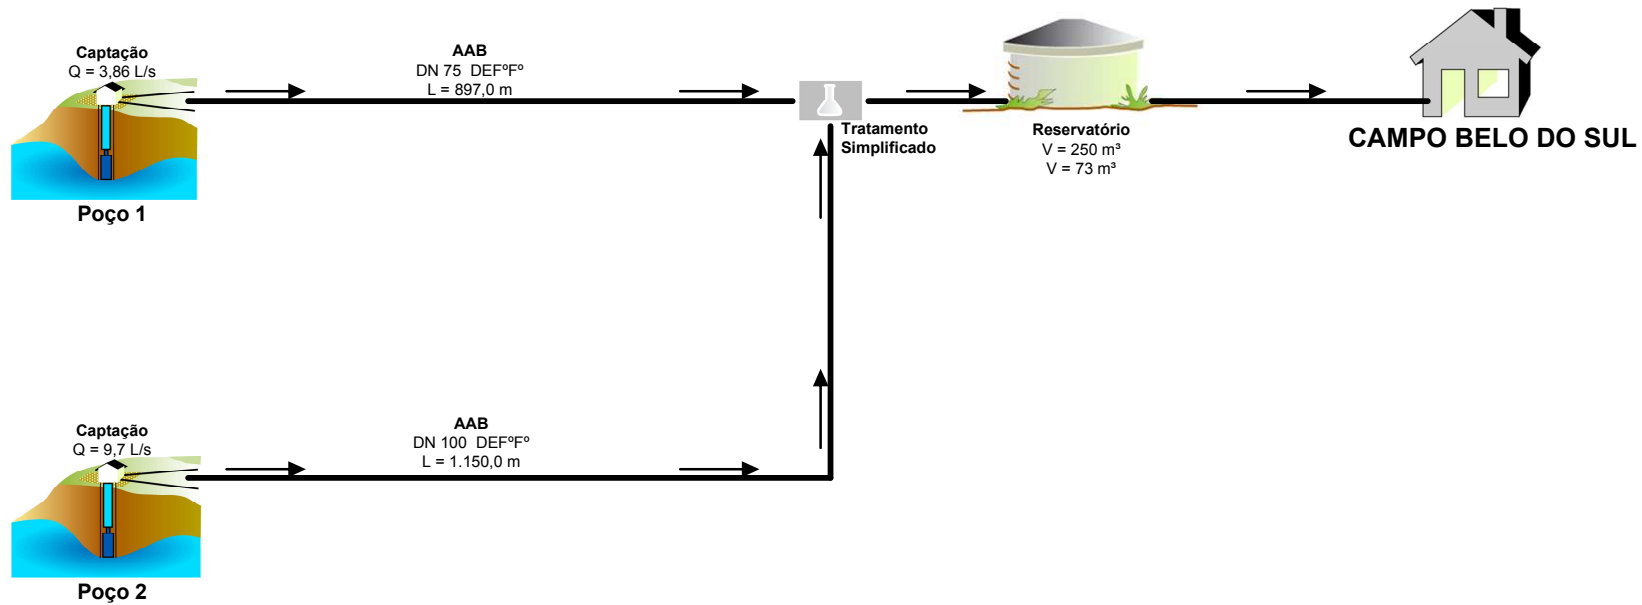 Captação
Q = 3,86 L/s
Poço 1
AAB
DN 75  DEFºFº
L = 897,0 m
Tratamento
Simplificado
Reservatório
V = 250 m³
V = 73 m³
CAMPO BELO DO SUL
Captação
Q = 9,7 L/s
Poço 2
AAB
DN 100  DEFºFº
L = 1.150,0 m